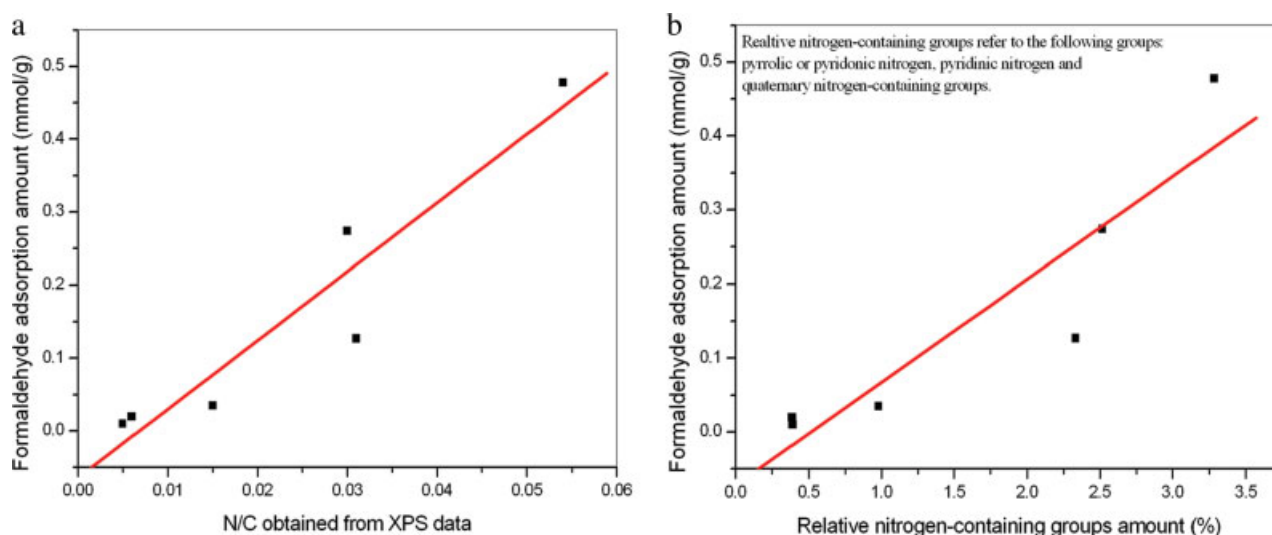 a
Formaldehyde adsorption amount (mmol/g)
0.5
0.4
0.3
0.2
0.1
0.0
0.00 0.01 0.02 0.03 0.04 0.05 0.06
N/C obtained from XPS data
b
Realtive nitrogen-containing groups refer to the following groups:
pyrrolic or pyridonic nitrogen, pyridinic nitrogen and
quaternary nitrogen-containing groups.
Formaldehyde adsorption amount (mmol/g)
0.5
0.4
0.3
0.2
0.1
0.0
0.0 0.5 1.0 1.5 2.0 2.5 3.0 3.5
Relative nitrogen-containing groups amount (%)